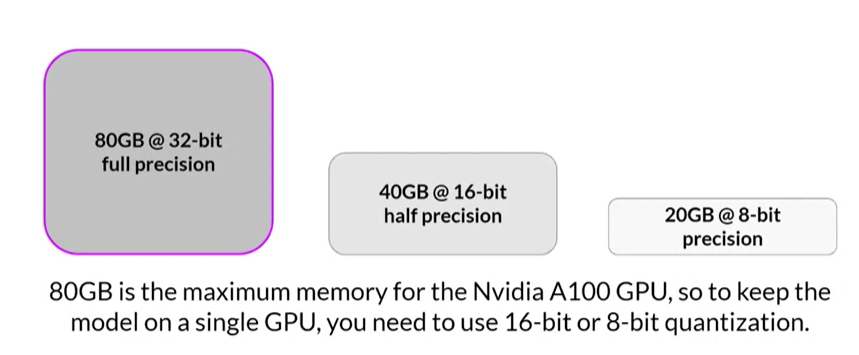 80GB @ 32-bit
full precision
40GB @ 16-bit
half precision
20GB @ 8-bit
precision
80GB is the maximum memory for the Nvidia A100 GPU, so to keep the
model on a single GPU, you need to use 16-bit or 8-bit quantization.